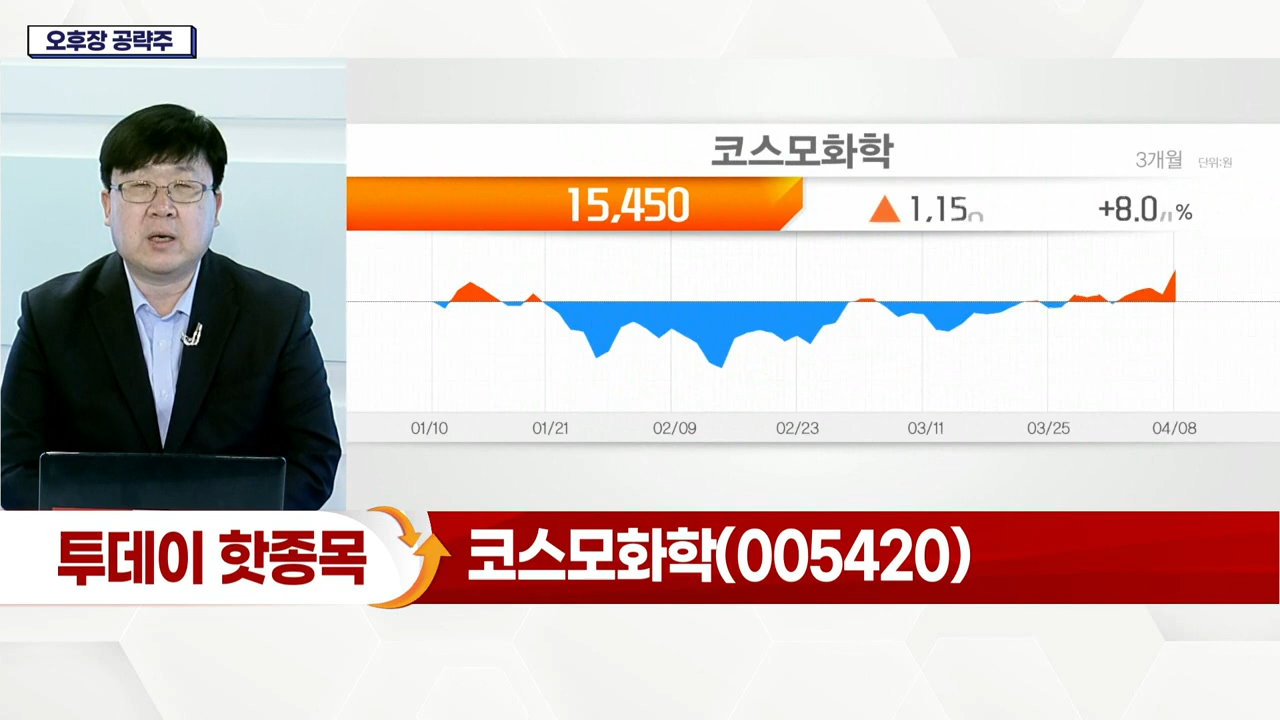 오후장 공략주
코스모화학
3개월 단위:원
15,450 ▲ 1,15 +8.0 %
01/10 01/21 02/09 02/23 03/11 03/25 04/08
투데이 핫종목
코스모화학(005420)